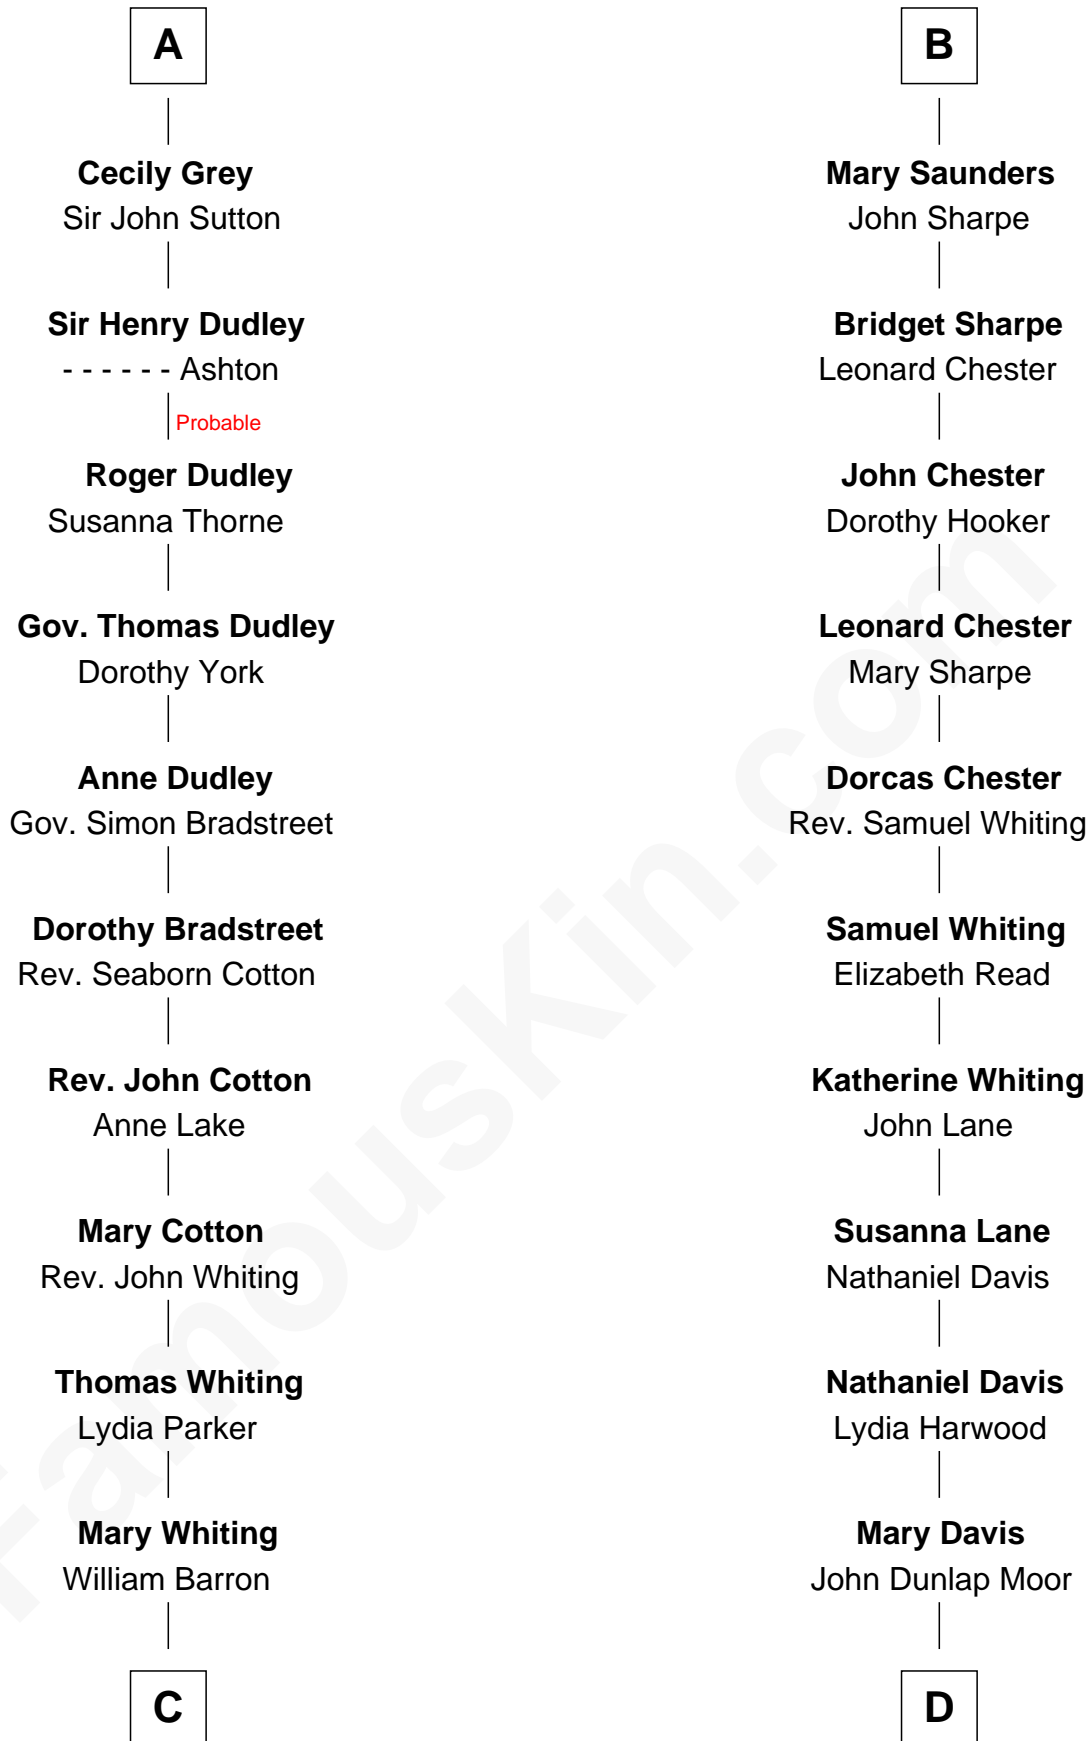 A
Cecily Grey
Sir John Sutton
Sir Henry Dudley
- - - - - - Ashton
Probable
Roger Dudley
Susanna Thorne
Gov. Thomas Dudley
Dorothy York
Anne Dudley
Gov. Simon Bradstreet
Dorothy Bradstreet
Rev. Seaborn Cotton
Rev. John Cotton
Anne Lake
Mary Cotton
Rev. John Whiting
Thomas Whiting
Lydia Parker
Mary Whiting
William Barron
C
B
Mary Saunders
John Sharpe
Bridget Sharpe
Leonard Chester
John Chester
Dorothy Hooker
Leonard Chester
Mary Sharpe
Dorcas Chester
Rev. Samuel Whiting
Samuel Whiting
Elizabeth Read
Katherine Whiting
John Lane
Susanna Lane
Nathaniel Davis
Nathaniel Davis
Lydia Harwood
Mary Davis
John Dunlap Moor
D
FamousKin.com